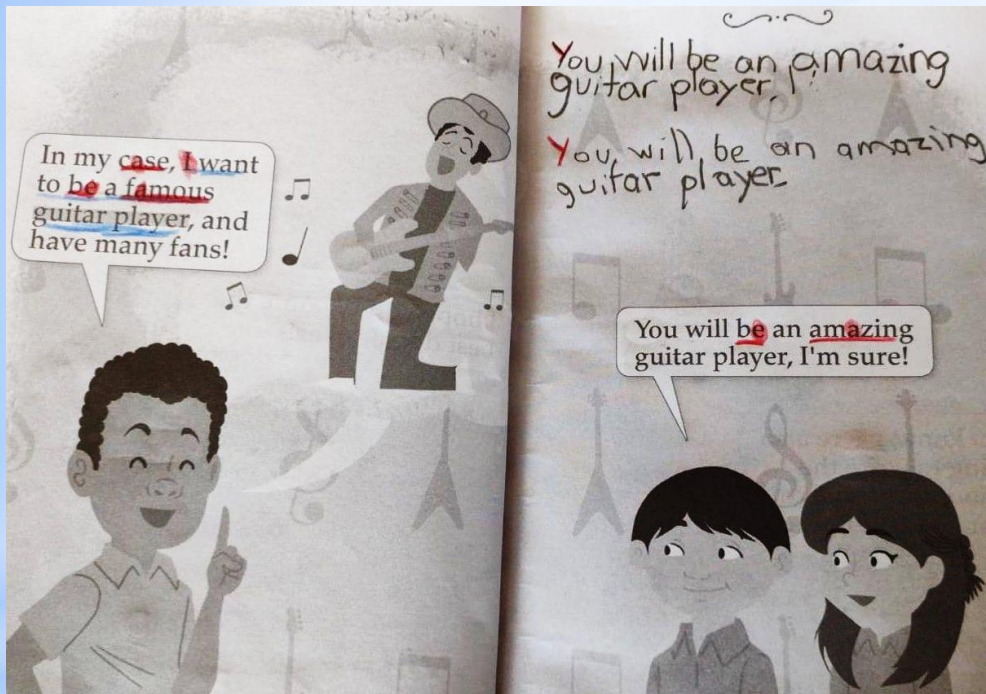 In my case, I want
to be a famous
guitar player, and
have many fans!
You will be an amazing
guitar player.
You will be an amazing
guitar player.
You will be an amazing
guitar player, I'm sure!